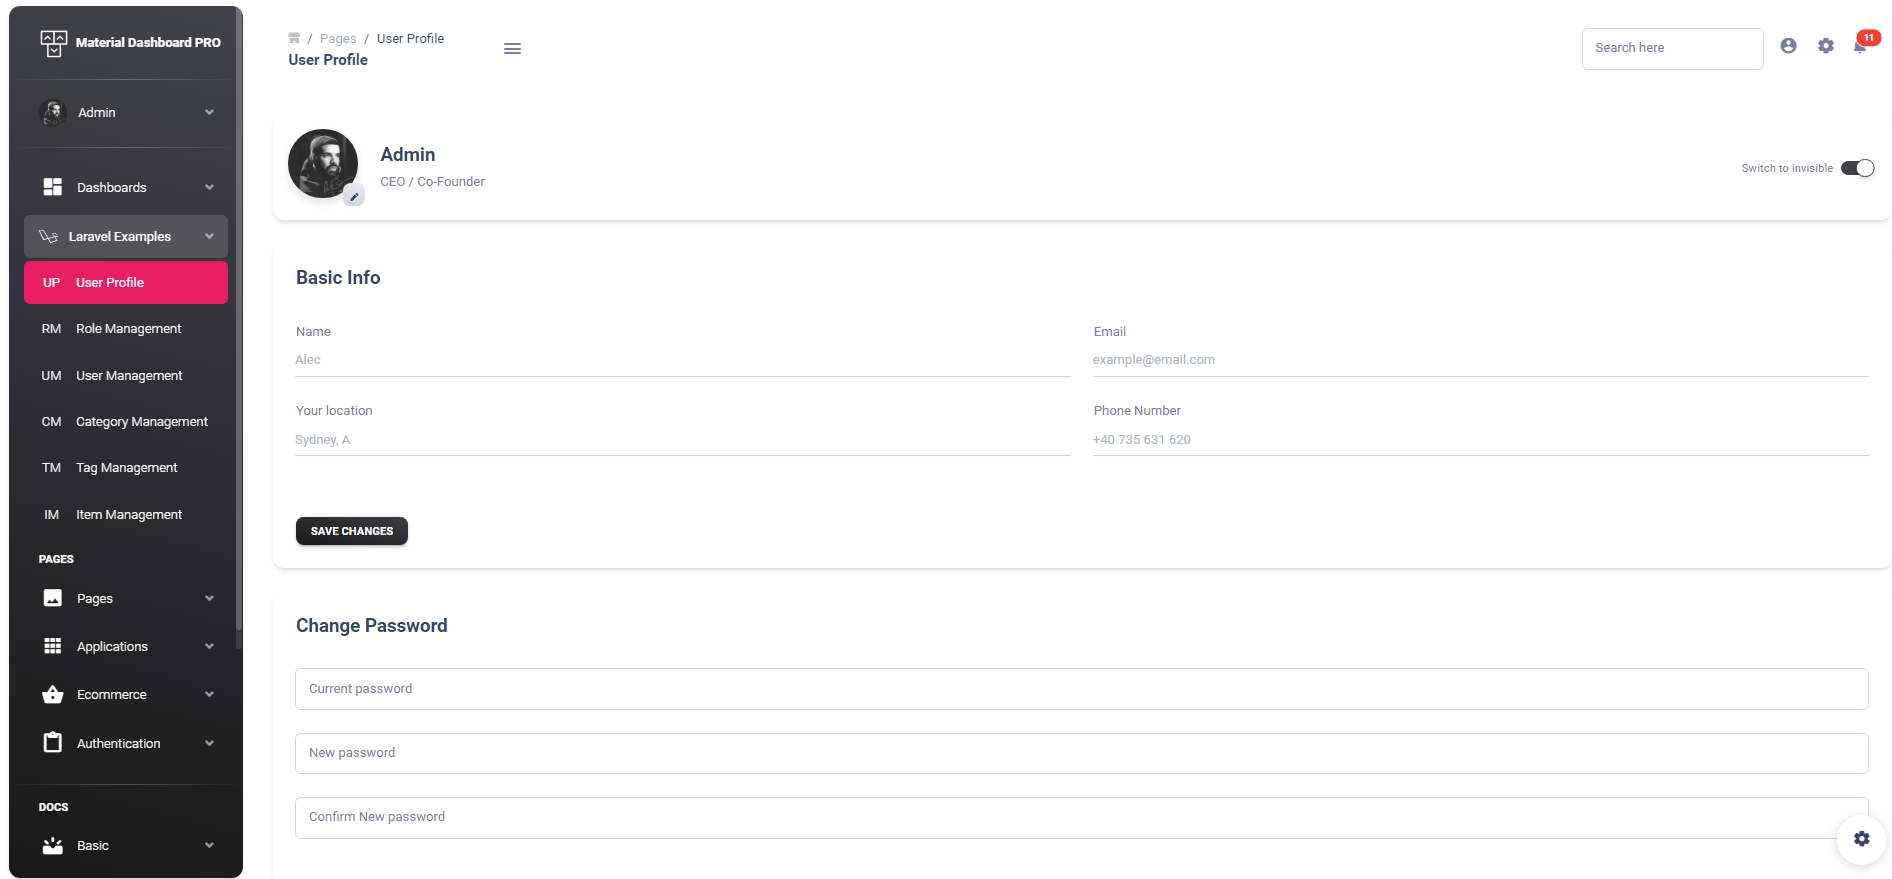 Material Dashboard PRO
Admin
Dashboards
Laravel Examples
UP User Profile
RM Role Management
UM User Management
CM Category Management
TM Tag Management
IM Item Management
PAGES
Pages
Applications
Ecommerce
Authentication
DOCS
Basic
/ Pages / User Profile
User Profile
Search here
11
Admin
CEO / Co-Founder
Switch to invisible
Basic Info
Name
Alec
Email
example@email.com
Your location
Sydney, A
Phone Number
+40 735 631 620
SAVE CHANGES
Change Password
Current password
New password
Confirm New password